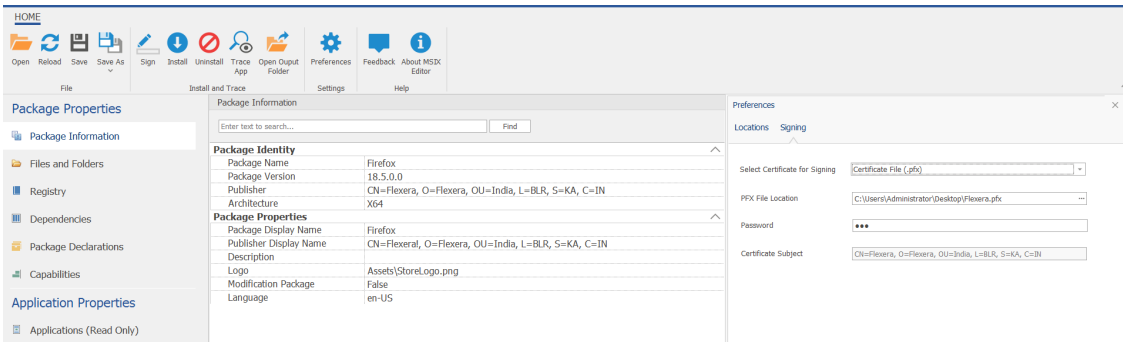 HOME
Open Reload Save Save As Sign Install Uninstall Trace App Open Ouput Folder Preferences Feedback About MSIX Editor
File Install and Trace Settings Help
Package Properties
Package Information
Files and Folders
Registry
Dependencies
Package Declarations
Capabilities
Application Properties
Applications (Read Only)
Package Information
Enter text to search... Find
Package Identity
Package Name Firefox
Package Version 18.5.0.0
Publisher CN=Flexera, O=Flexera, OU=India, L=BLR, S=KA, C=IN
Architecture X64
Package Properties
Package Display Name Firefox
Publisher Display Name CN=Flexera!, O=Flexera, OU=India, L=BLR, S=KA, C=IN
Description
Logo Assets\StoreLogo.png
Modification Package False
Language en-US
Preferences
Locations Signing
Select Certificate for Signing Certificate File (.pfx)
PFX File Location C:\Users\Administrator\Desktop\Flexera.pfx ...
Password ●●●
Certificate Subject CN=Flexera, O=Flexera, OU=India, L=BLR, S=KA, C=IN